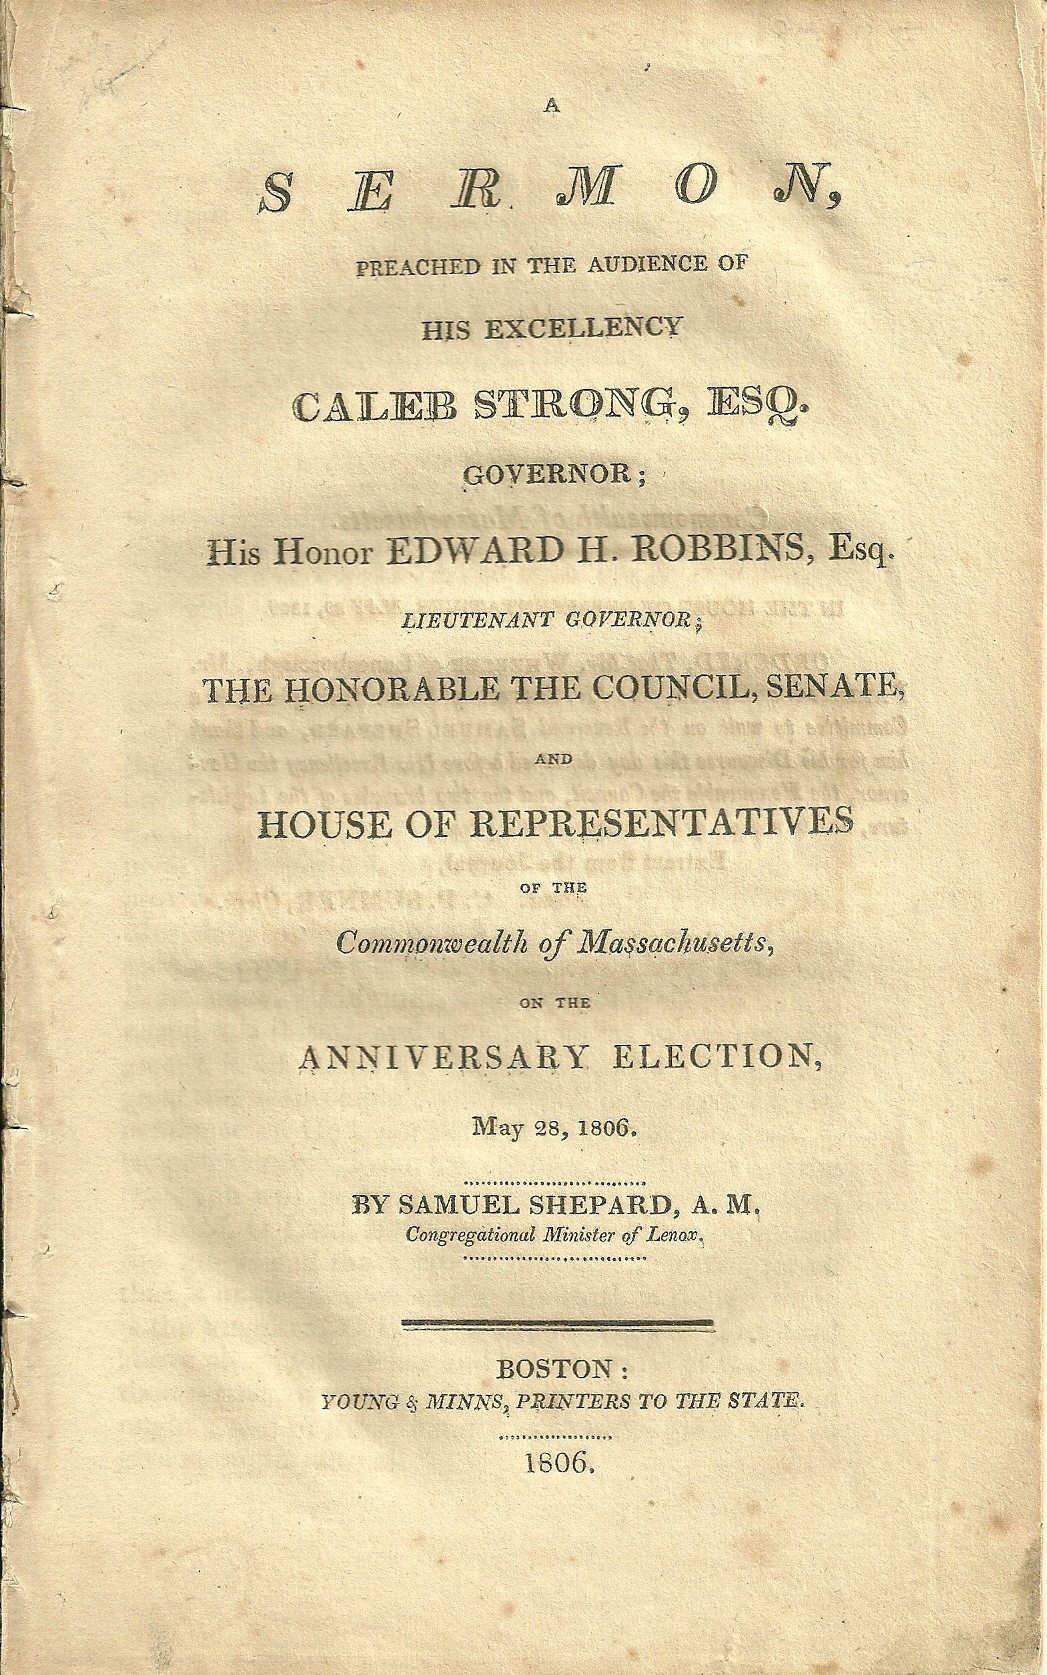 A
SERMON,
PREACHED IN THE AUDIENCE OF
HIS EXCELLENCY
CALEB STRONG, ESQ.
GOVERNOR;
His Honor EDWARD H. ROBBINS, Esq.
LIEUTENANT GOVERNOR;
THE HONORABLE THE COUNCIL, SENATE,
AND
HOUSE OF REPRESENTATIVES
OF THE
Commonwealth of Massachusetts,
ON THE
ANNIVERSARY ELECTION,
May 28, 1806.
BY SAMUEL SHEPARD, A. M.
Congregational Minister of Lenox.
BOSTON:
YOUNG & MINNS, PRINTERS TO THE STATE.
1806.